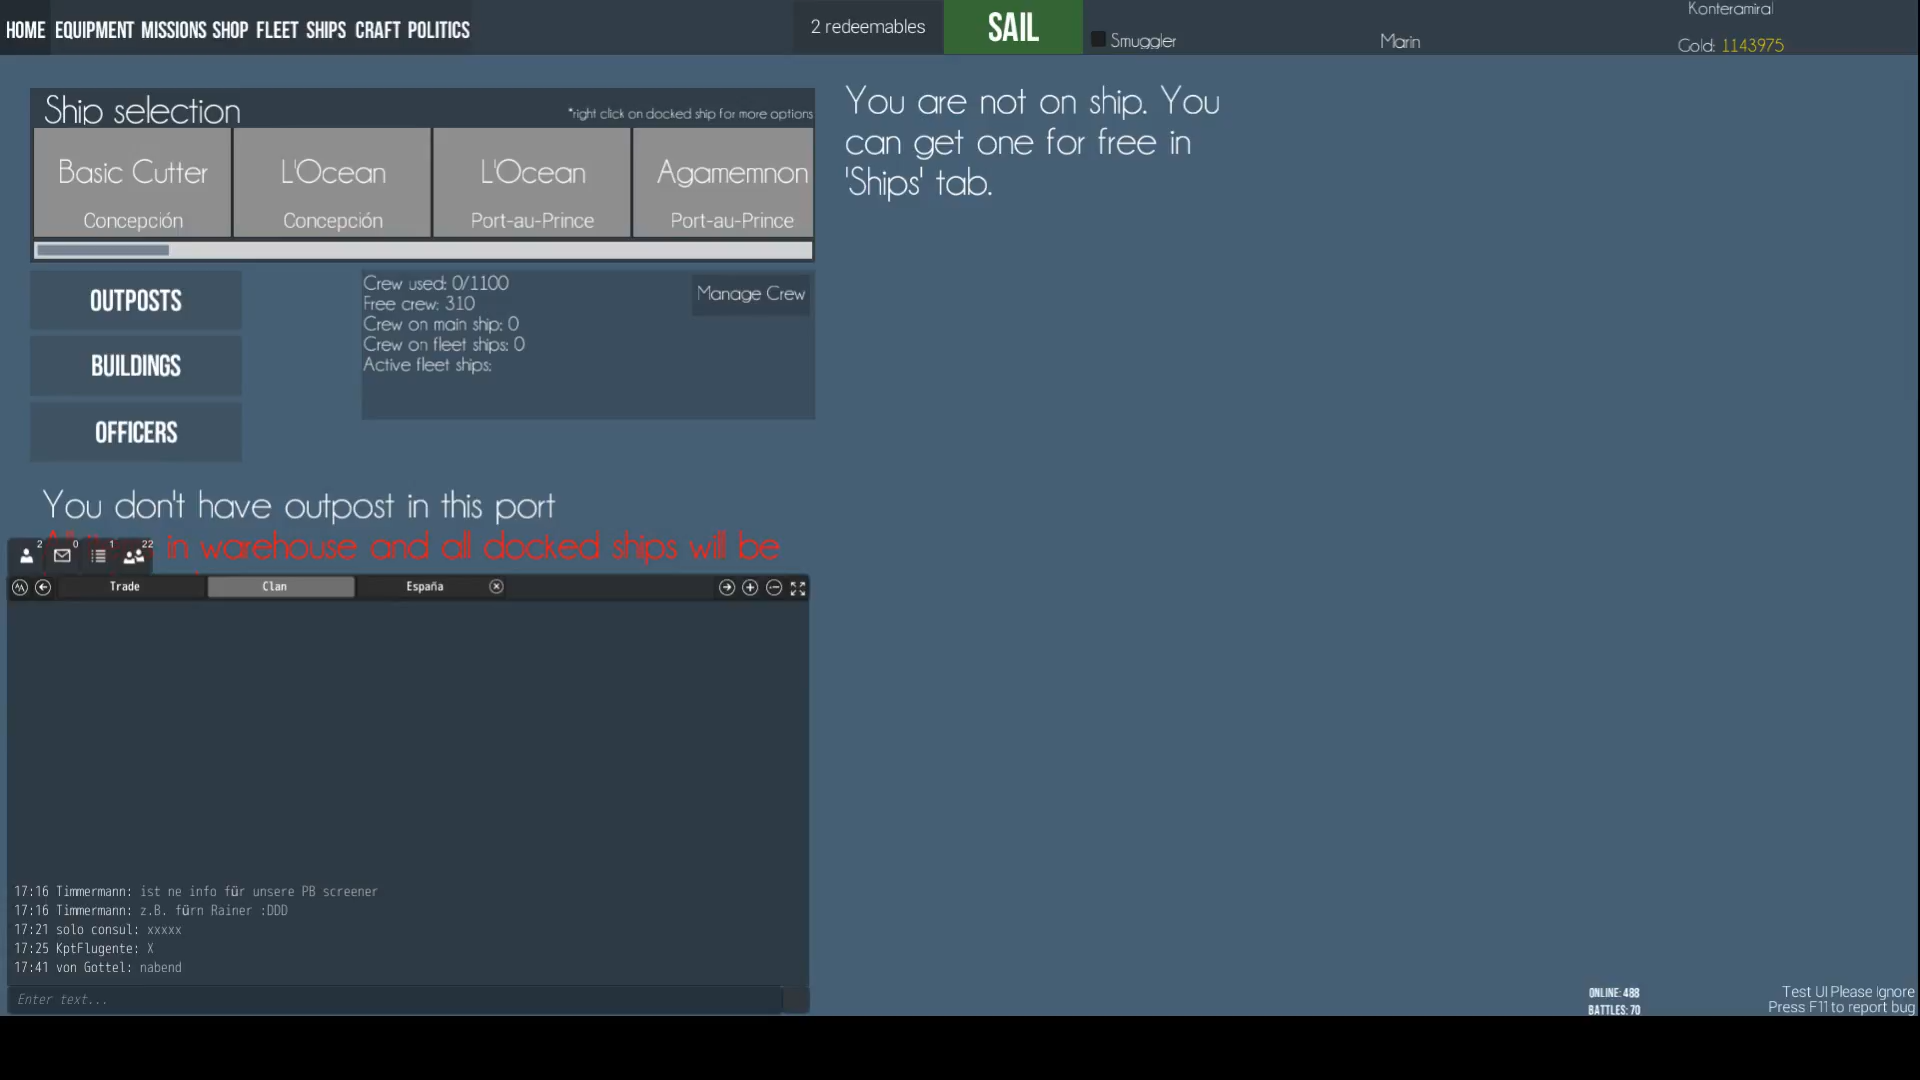 HOME EQUIPMENT MISSIONS SHOP FLEET SHIPS CRAFT POLITICS
2 redeemables
SAIL
Smuggler
Marin
Konteramiral
Gold: 1143975
Ship selection
*right click on docked ship for more options
Basic Cutter
Concepción
L'Ocean
Concepción
L'Ocean
Port-au-Prince
Agamemnon
Port-au-Prince
You are not on ship. You
can get one for free in
'Ships' tab.
OUTPOSTS
BUILDINGS
OFFICERS
Crew used: 0/1100
Free crew: 310
Crew on main ship: 0
Crew on fleet ships: 0
Active fleet ships:
Manage Crew
You don't have outpost in this port
in warehouse and all docked ships will be
2 0 1 22
Trade Clan España
17:16 Timmermann: ist ne info für unsere PB screener
17:16 Timmermann: z.B. fürn Rainer :DDD
17:21 solo consul: xxxxx
17:25 KptFlugente: X
17:41 von Gottel: nabend
Enter text...
ONLINE: 488
BATTLES: 70
Test UI Please Ignore
Press F11 to report bug